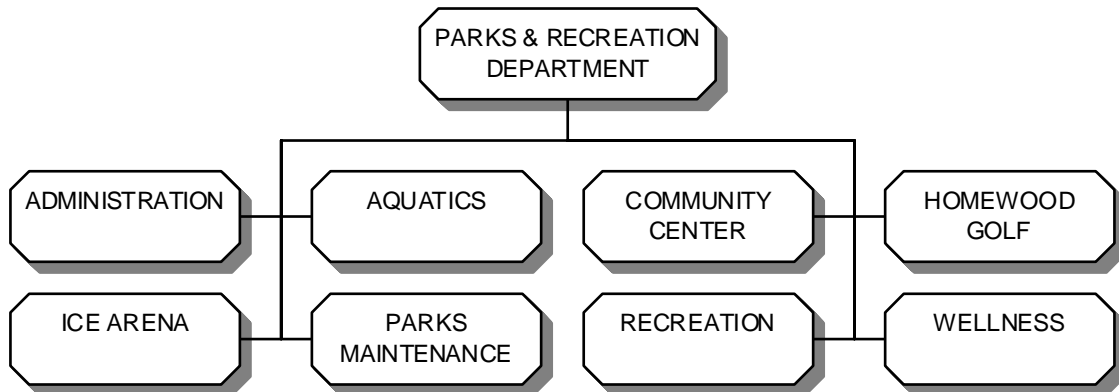 PARKS & RECREATION
DEPARTMENT
ADMINISTRATION
AQUATICS
COMMUNITY
CENTER
HOMEWOOD
GOLF
ICE ARENA
PARKS
MAINTENANCE
RECREATION
WELLNESS